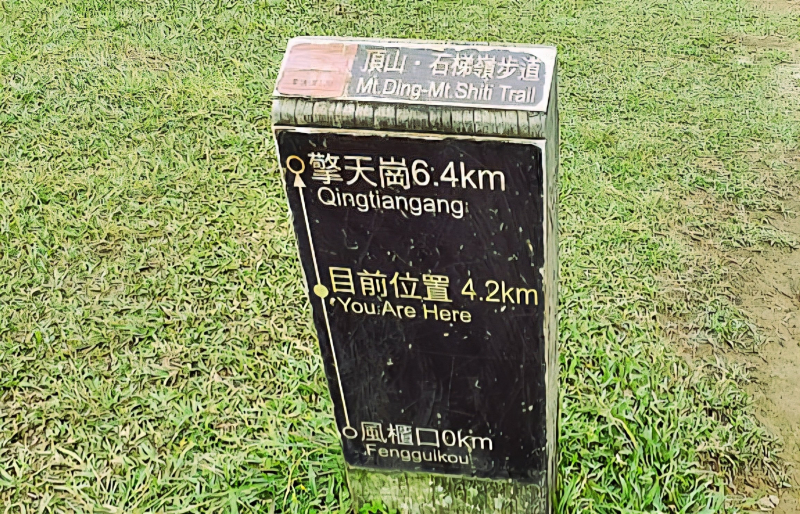 頂山・石梯嶺步道
Mt.Ding-Mt.Shiti Trail
擎天崗6.4km
Qingtiangang
目前位置 4.2km
You Are Here
風櫃口0km
Fengguikou